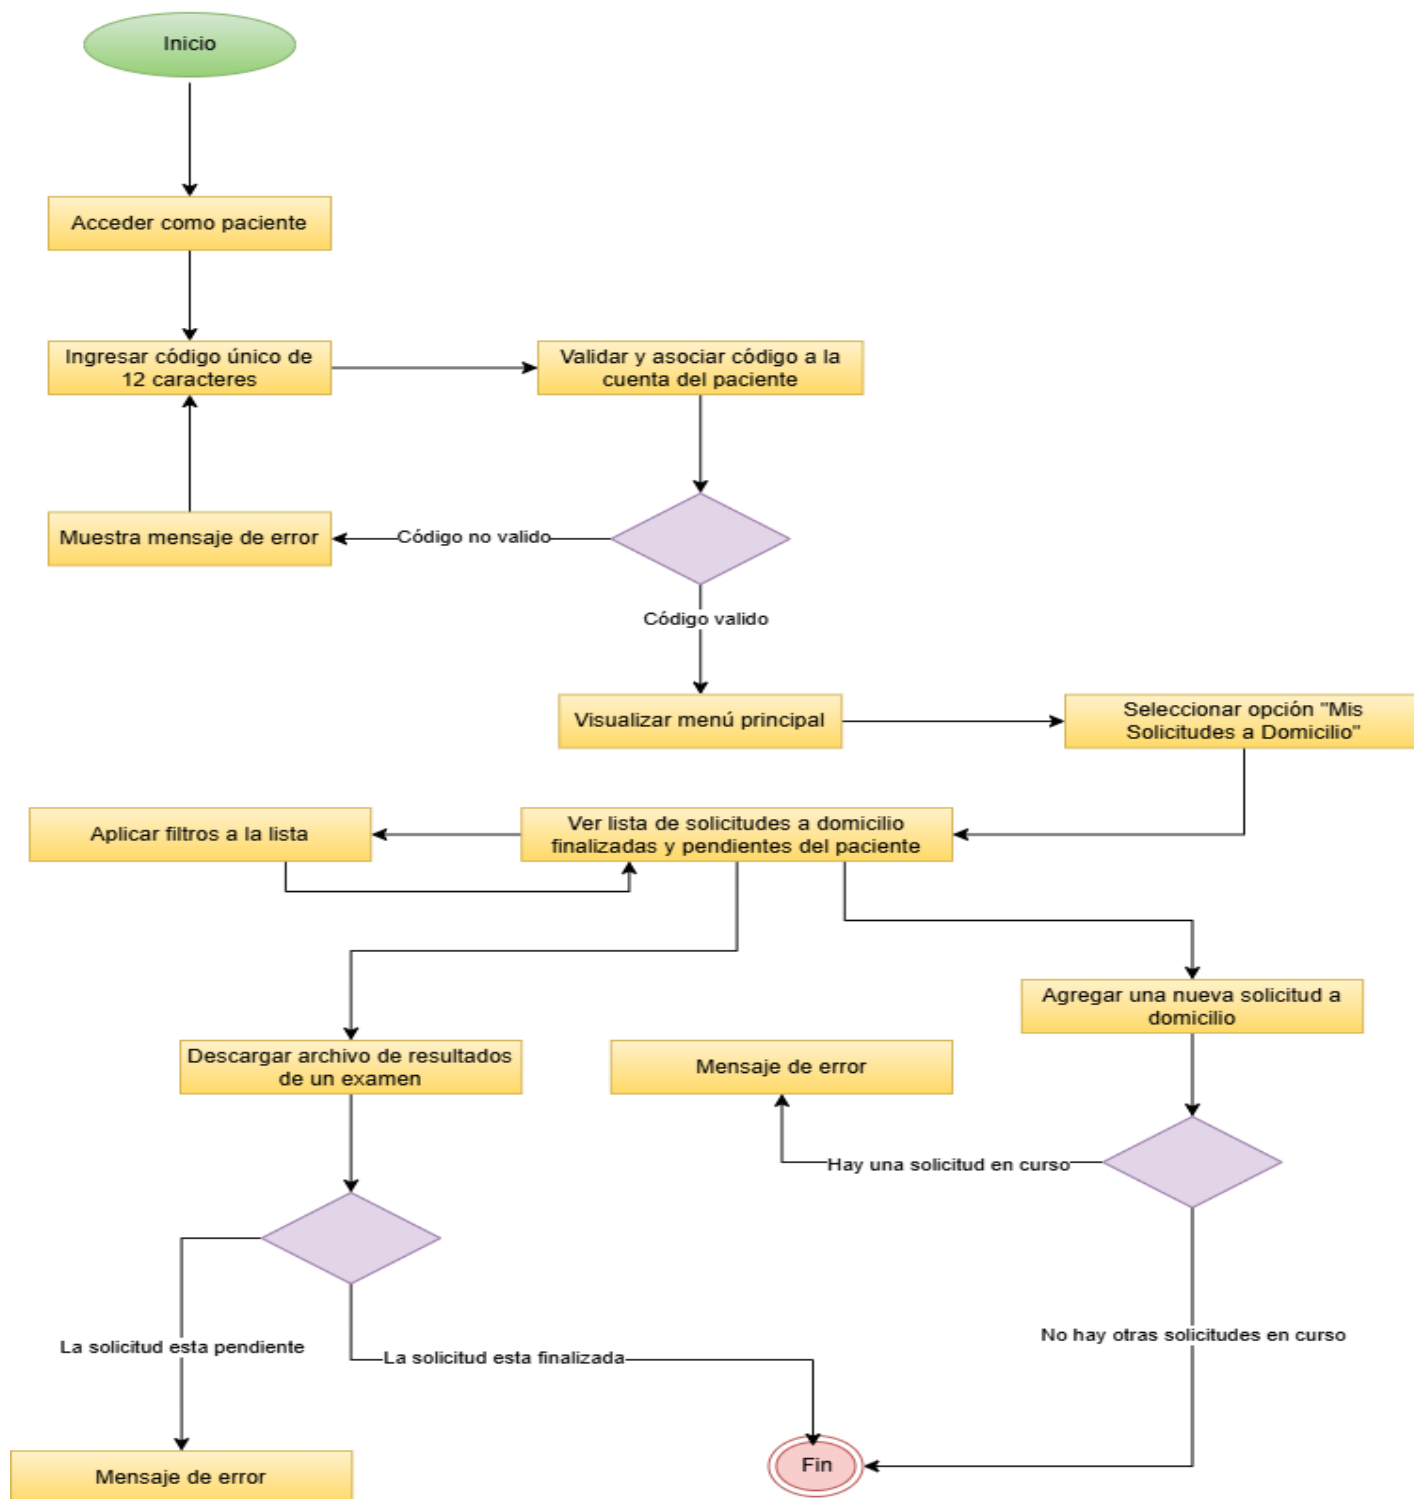 Inicio
Acceder como paciente
Ingresar código único de
12 caracteres
Validar y asociar código a la
cuenta del paciente
Muestra mensaje de error
Código no valido
Código valido
Visualizar menú principal
Seleccionar opción "Mis
Solicitudes a Domicilio"
Aplicar filtros a la lista
Ver lista de solicitudes a domicilio
finalizadas y pendientes del paciente
Agregar una nueva solicitud a
domicilio
Descargar archivo de resultados
de un examen
Mensaje de error
Hay una solicitud en curso
La solicitud esta pendiente
La solicitud esta finalizada
No hay otras solicitudes en curso
Mensaje de error
Fin